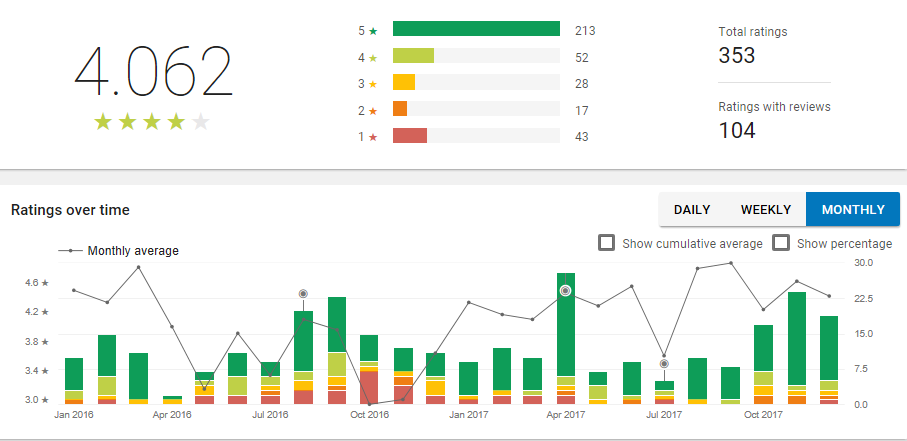 4.062
5 ★ 213
4 ★ 52
3 ★ 28
2 ★ 17
1 ★ 43
Total ratings
353
Ratings with reviews
104
Ratings over time
DAILY WEEKLY MONTHLY
Show cumulative average Show percentage
Monthly average
4.6 ★ 30.0
4.2 ★ 22.5
3.8 ★ 15.0
3.4 ★ 7.5
3.0 ★ 0.0
Jan 2016 Apr 2016 Jul 2016 Oct 2016 Jan 2017 Apr 2017 Jul 2017 Oct 2017